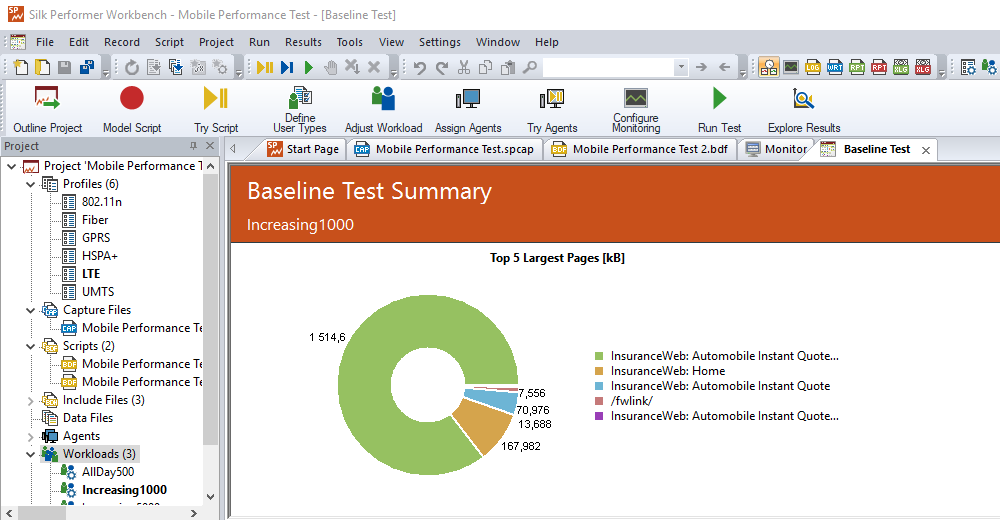 Silk Performer Workbench - Mobile Performance Test - [Baseline Test]
File Edit Record Script Project Run Results Tools View Settings Window Help
Outline Project Model Script Try Script Define User Types Adjust Workload Assign Agents Try Agents Configure Monitoring Run Test Explore Results
Project
Start Page Mobile Performance Test.spcap Mobile Performance Test 2.bdf Monitor Baseline Test
Project 'Mobile Performance T
Profiles (6)
802.11n
Fiber
GPRS
HSPA+
LTE
UMTS
Capture Files
Mobile Performance Te
Scripts (2)
Mobile Performance Te
Mobile Performance Te
Include Files (3)
Data Files
Agents
Workloads (3)
AllDay500
Increasing1000
Baseline Test Summary
Increasing1000
Top 5 Largest Pages [kB]
1 514,6
7,556
70,976
13,688
167,982
InsuranceWeb: Automobile Instant Quote...
InsuranceWeb: Home
InsuranceWeb: Automobile Instant Quote
/fwlink/
InsuranceWeb: Automobile Instant Quote...